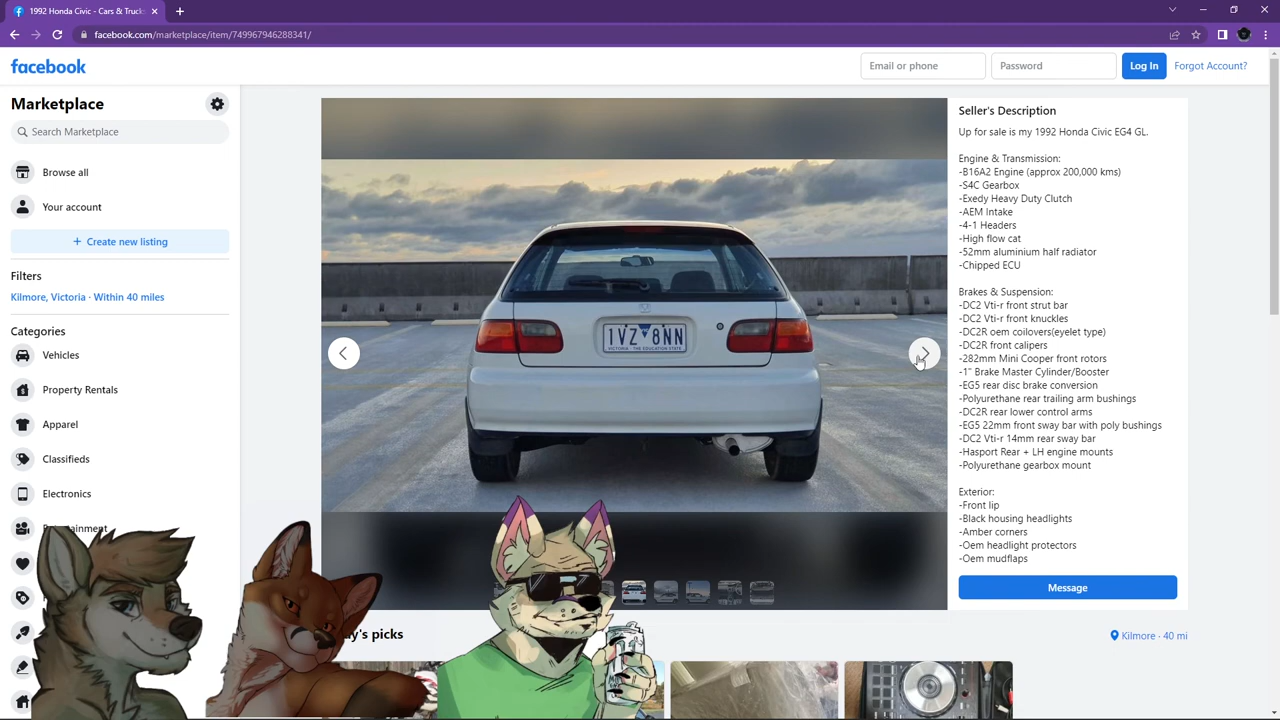 1992 Honda Civic - Cars & Truck
facebook.com/marketplace/item/749967946288341/
facebook
Email or phone
Password
Log In
Forgot Account?
Marketplace
Search Marketplace
Browse all
Your account
+ Create new listing
Filters
Kilmore, Victoria · Within 40 miles
Categories
Vehicles
Property Rentals
Apparel
Classifieds
Electronics
1VZ 8NN
VICTORIA - THE EDUCATION STATE
Seller's Description
Up for sale is my 1992 Honda Civic EG4 GL.
Engine & Transmission:
-B16A2 Engine (approx 200,000 kms)
-S4C Gearbox
-Exedy Heavy Duty Clutch
-AEM Intake
-4-1 Headers
-High flow cat
-52mm aluminium half radiator
-Chipped ECU
Brakes & Suspension:
-DC2 Vti-r front strut bar
-DC2 Vti-r front knuckles
-DC2R oem coilovers(eyelet type)
-DC2R front calipers
-282mm Mini Cooper front rotors
-1" Brake Master Cylinder/Booster
-EG5 rear disc brake conversion
-Polyurethane rear trailing arm bushings
-DC2R rear lower control arms
-EG5 22mm front sway bar with poly bushings
-DC2 Vti-r 14mm rear sway bar
-Hasport Rear + LH engine mounts
-Polyurethane gearbox mount
Exterior:
-Front lip
-Black housing headlights
-Amber corners
-Oem headlight protectors
-Oem mudflaps
Message
picks
Kilmore · 40 mi